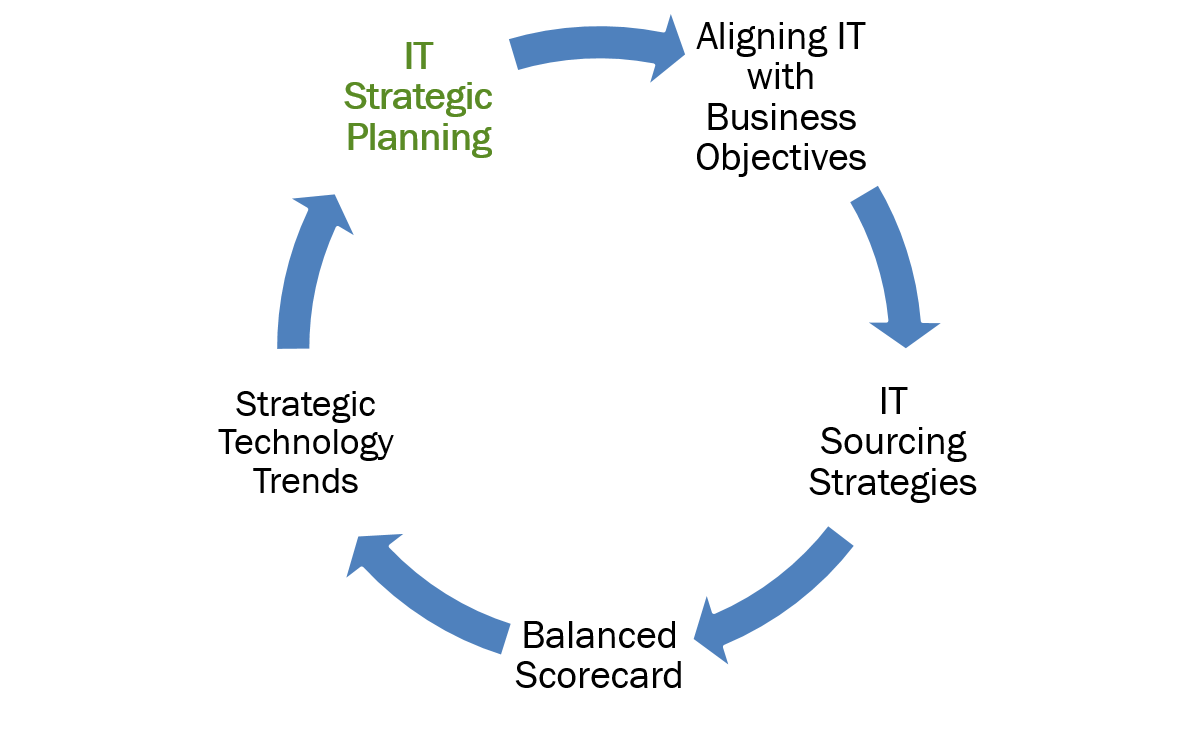 IT
Strategic
Planning
Aligning IT
with
Business
Objectives
IT
Sourcing
Strategies
Balanced
Scorecard
Strategic
Technology
Trends